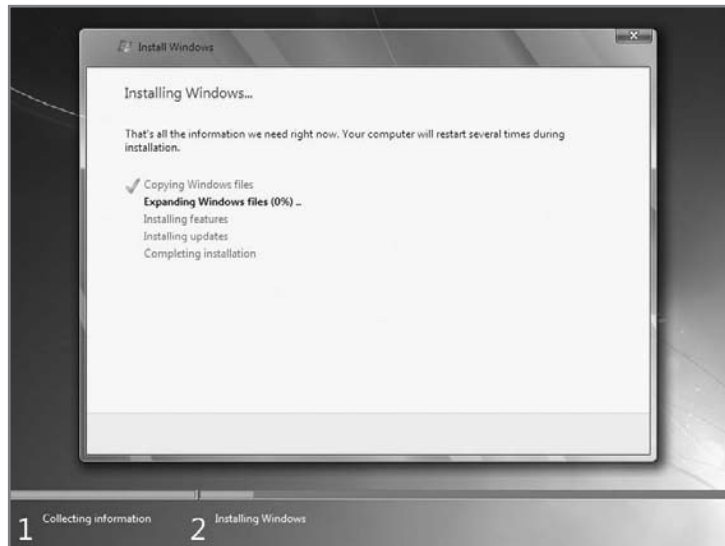 Install Windows
Installing Windows...
That's all the information we need right now. Your computer will restart several times during
installation.
Copying Windows files
Expanding Windows files (0%) ..
Installing features
Installing updates
Completing installation
1 Collecting information 2 Installing Windows